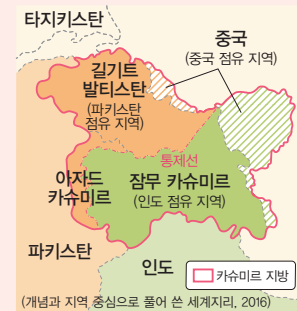 타지키스탄
중국
(중국 점유 지역)
길기트
발티스탄
(파키스탄
점유 지역)
통제선
아자드
카슈미르
잠무 카슈미르
(인도 점유 지역)
파키스탄
인도
카슈미르 지방
(개념과 지역 중심으로 풀어 쓴 세계지리, 2016)